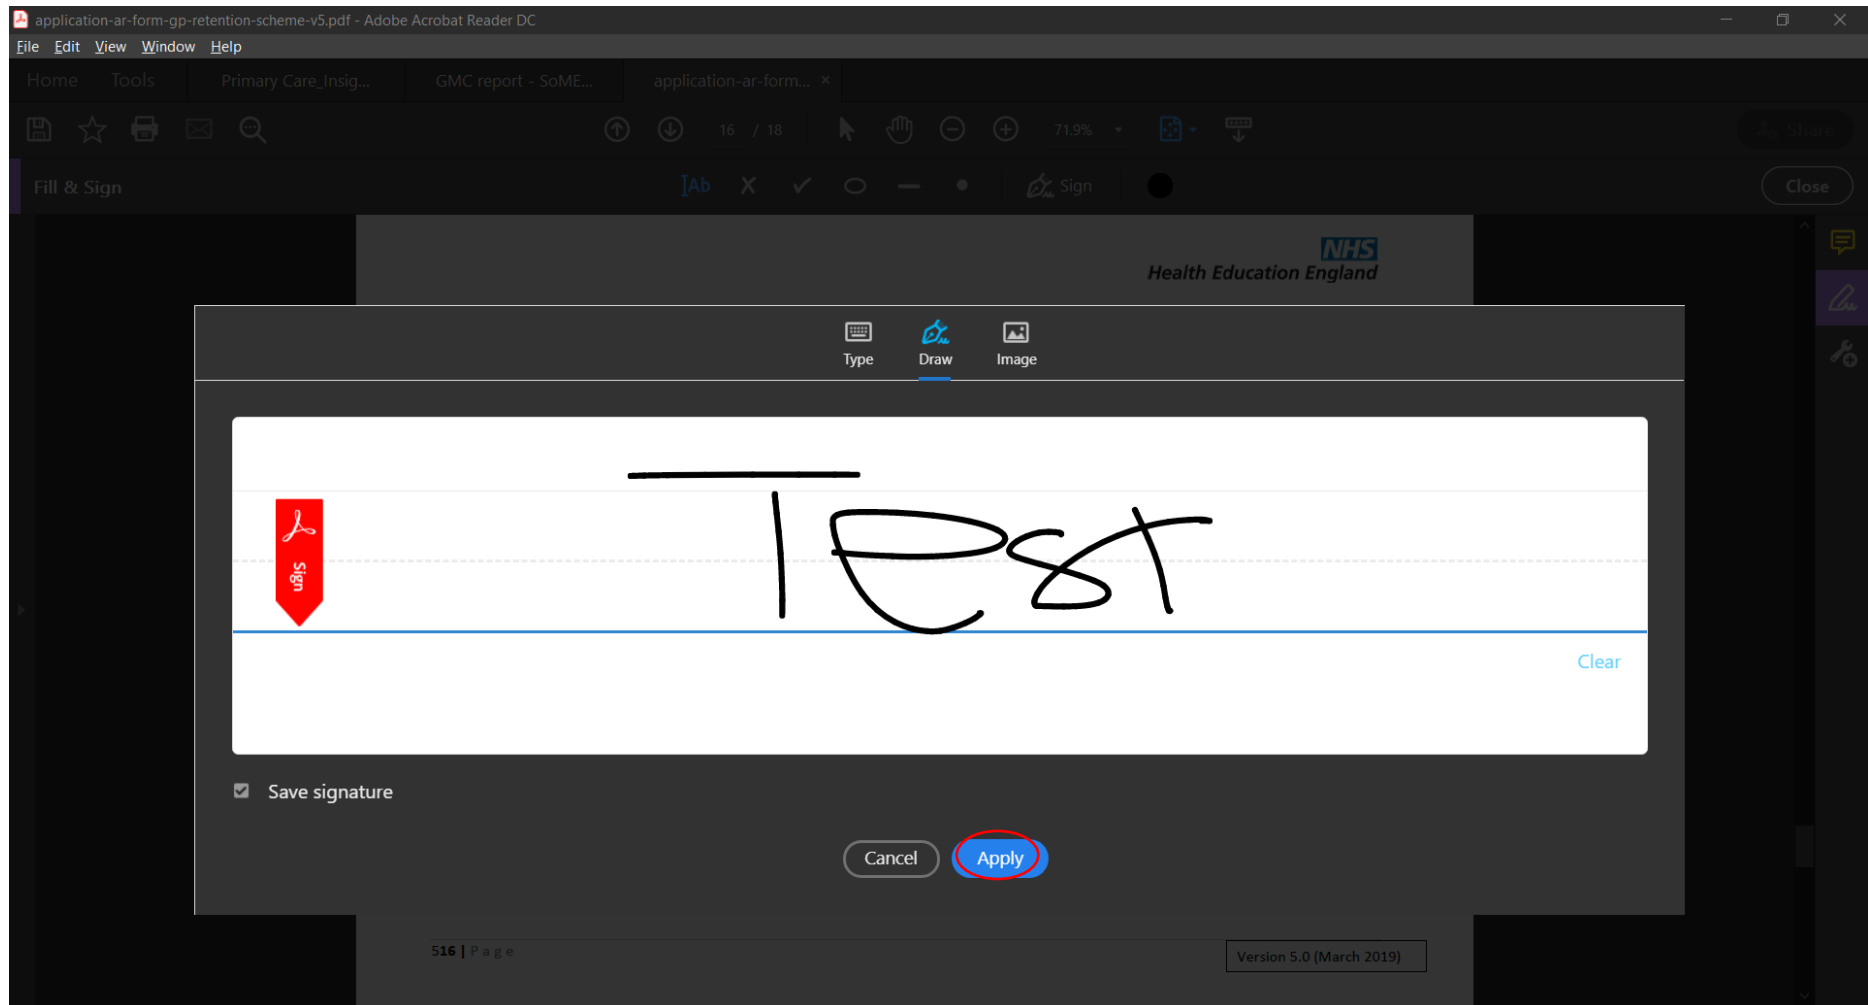 application-ar-form-gp-retention-scheme-v5.pdf - Adobe Acrobat Reader DC
File Edit View Window Help
Home Tools Primary Care_Insig... GMC report - SoME... application-ar-form... ×
16 / 18 71.9% Share
Fill & Sign Ab Sign Close
NHS
Health Education England
Type Draw Image
Test
Sign
Clear
Save signature
Cancel Apply
516 | Page Version 5.0 (March 2019)